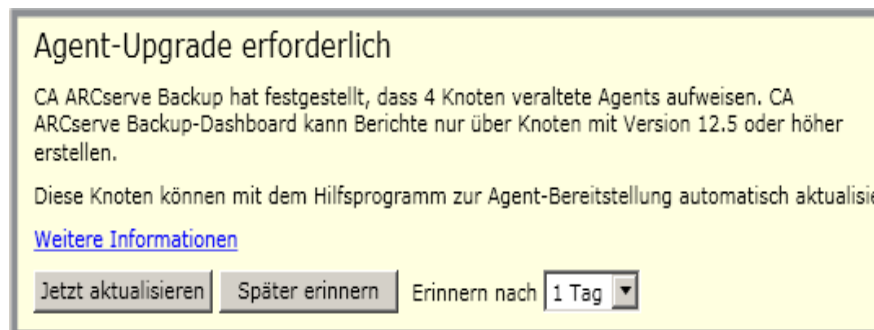 Agent-Upgrade erforderlich
CA ARCserve Backup hat festgestellt, dass 4 Knoten veraltete Agents aufweisen. CA
ARCserve Backup-Dashboard kann Berichte nur über Knoten mit Version 12.5 oder höher
erstellen.
Diese Knoten können mit dem Hilfsprogramm zur Agent-Bereitstellung automatisch
Weitere Informationen
Jetzt aktualisieren Später erinnern Erinnern nach 1 Tag